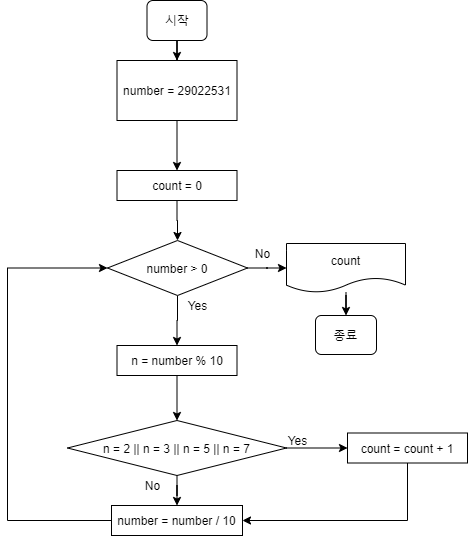 시작
number = 29022531
count = 0
number > 0
No
count
Yes
종료
n = number % 10
n = 2 || n = 3 || n = 5 || n = 7
Yes
count = count + 1
No
number = number / 10